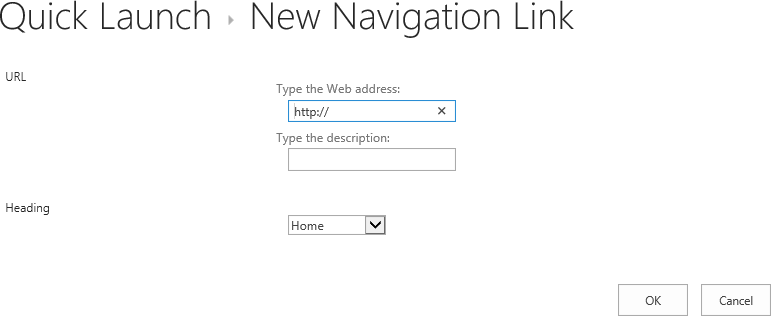 Quick Launch ▸ New Navigation Link
URL
Type the Web address:
http://
Type the description:
Heading
Home
OK
Cancel